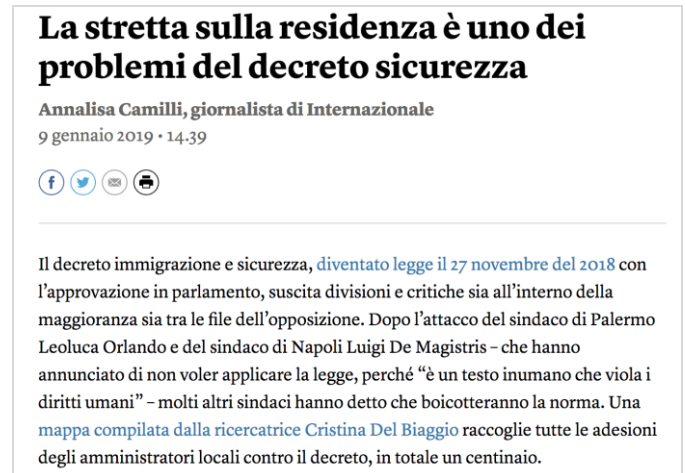 La stretta sulla residenza è uno dei
problemi del decreto sicurezza
Annalisa Camilli, giornalista di Internazionale
9 gennaio 2019 • 14.39
Il decreto immigrazione e sicurezza, diventato legge il 27 novembre del 2018 con
l’approvazione in parlamento, suscita divisioni e critiche sia all’interno della
maggioranza sia tra le file dell’opposizione. Dopo l’attacco del sindaco di Palermo
Leoluca Orlando e del sindaco di Napoli Luigi De Magistris – che hanno
annunciato di non voler applicare la legge, perché “è un testo inumano che viola i
diritti umani” – molti altri sindaci hanno detto che boicotteranno la norma. Una
mappa compilata dalla ricercatrice Cristina Del Biaggio raccoglie tutte le adesioni
degli amministratori locali contro il decreto, in totale un centinaio.